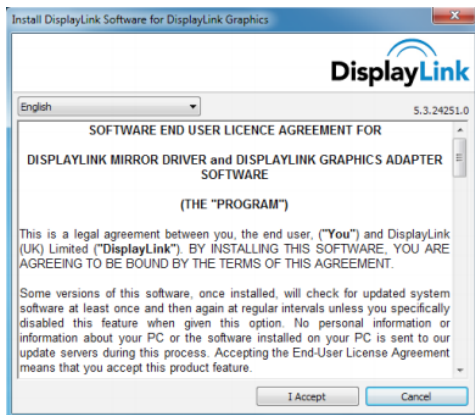 Install DisplayLink Software for DisplayLink Graphics
DisplayLink
English
5.3.24251.0
SOFTWARE END USER LICENCE AGREEMENT FOR
DISPLAYLINK MIRROR DRIVER and DISPLAYLINK GRAPHICS ADAPTER
SOFTWARE
(THE "PROGRAM")
This is a legal agreement between you, the end user, ("You") and DisplayLink
(UK) Limited ("DisplayLink"). BY INSTALLING THIS SOFTWARE, YOU ARE
AGREEING TO BE BOUND BY THE TERMS OF THIS AGREEMENT.
Some versions of this software, once installed, will check for updated system
software at least once and then again at regular intervals unless you specifically
disabled this feature when given this option. No personal information or
information about your PC or the software installed on your PC is sent to our
update servers during this process. Accepting the End-User License Agreement
means that you accept this product feature.
I Accept
Cancel